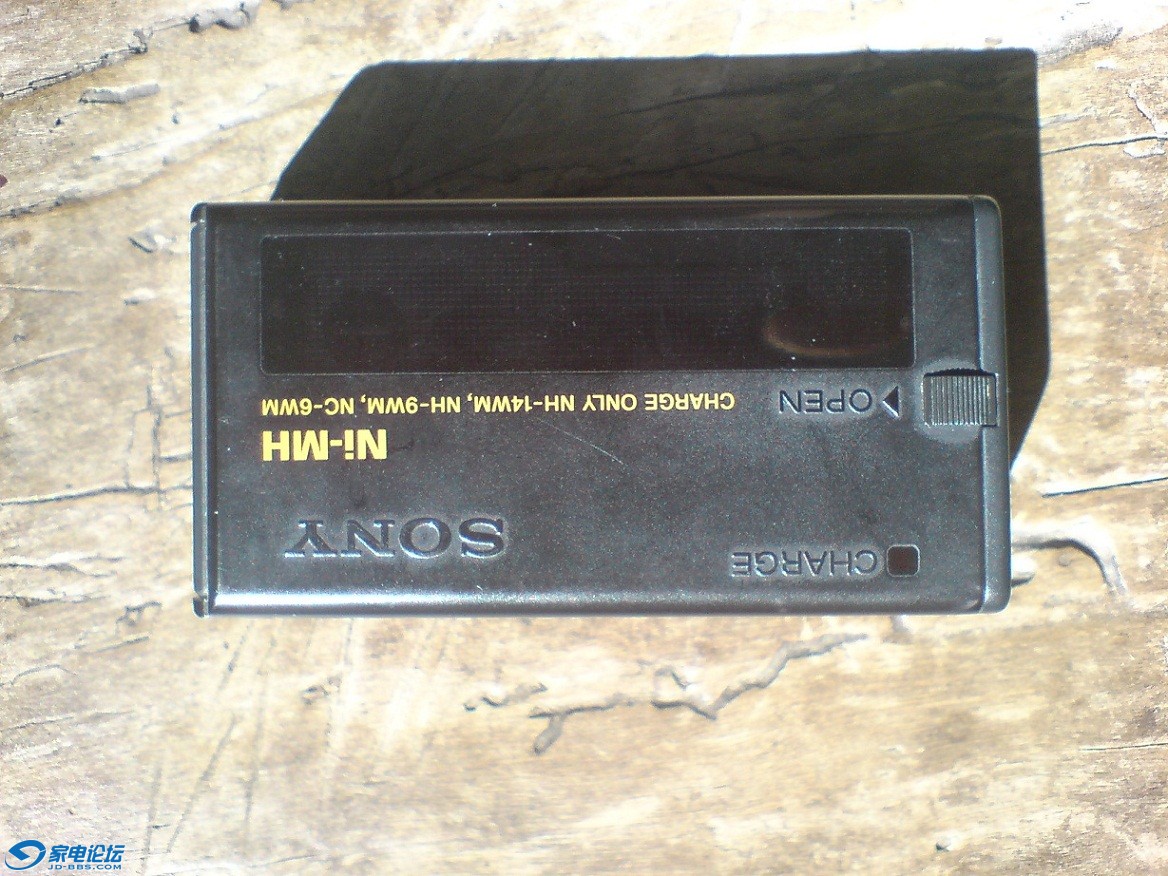 CHARGE
SONY
Ni-MH
CHARGE ONLY NH-14WM, NH-9WM, NC-6WM
OPEN
家电论坛
JD-BBS.COM